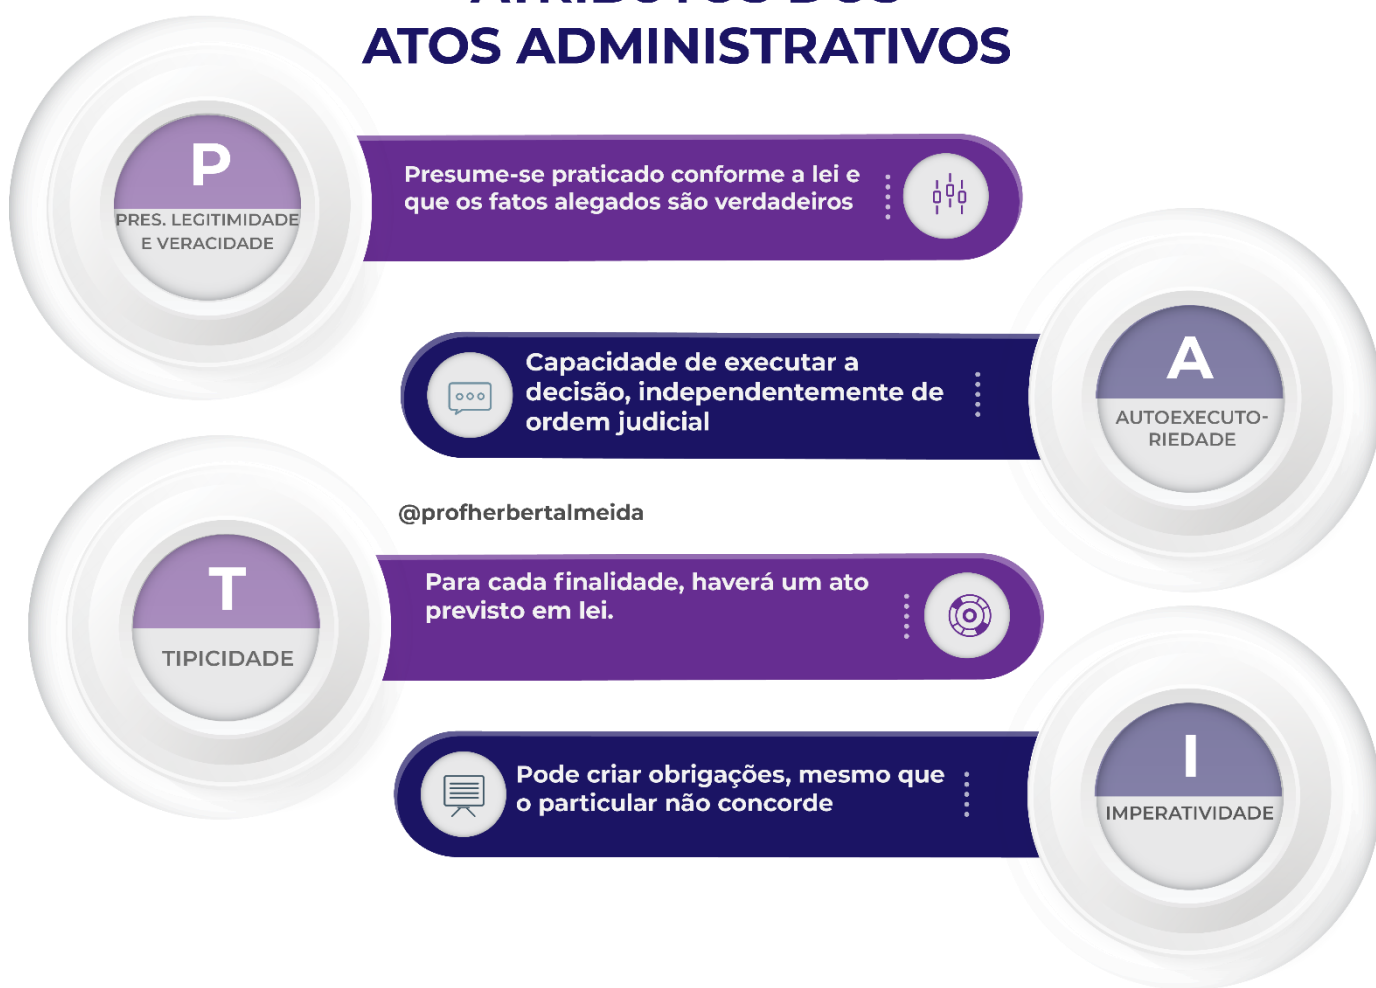 ATRIBUTOS DOS
ATOS ADMINISTRATIVOS
P
PRES. LEGITIMIDADE
E VERACIDADE
Presume-se praticado conforme a lei e
que os fatos alegados são verdadeiros
A
AUTOEXECUTO-
RIEDADE
Capacidade de executar a
decisão, independentemente de
ordem judicial
@profherbertalmeida
T
TIPICIDADE
Para cada finalidade, haverá um ato
previsto em lei.
I
IMPERATIVIDADE
Pode criar obrigações, mesmo que
o particular não concorde